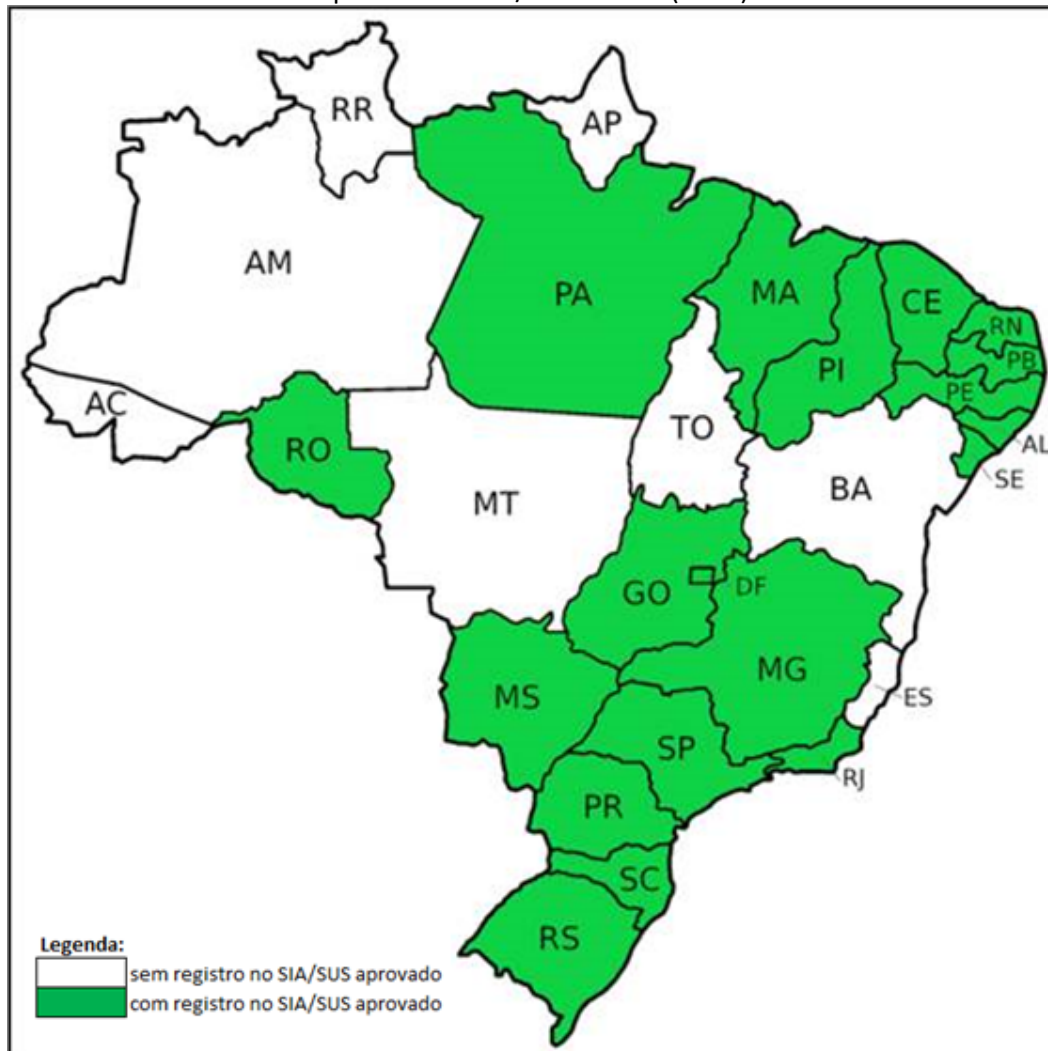 RR
AP
AM
PA
MA
CE
RN
PB
PI
PE
AC
TO
AL
RO
SE
BA
MT
DF
GO
MG
MS
ES
SP
RJ
PR
SC
RS
Legenda:
sem registro no SIA/SUS aprovado
com registro no SIA/SUS aprovado